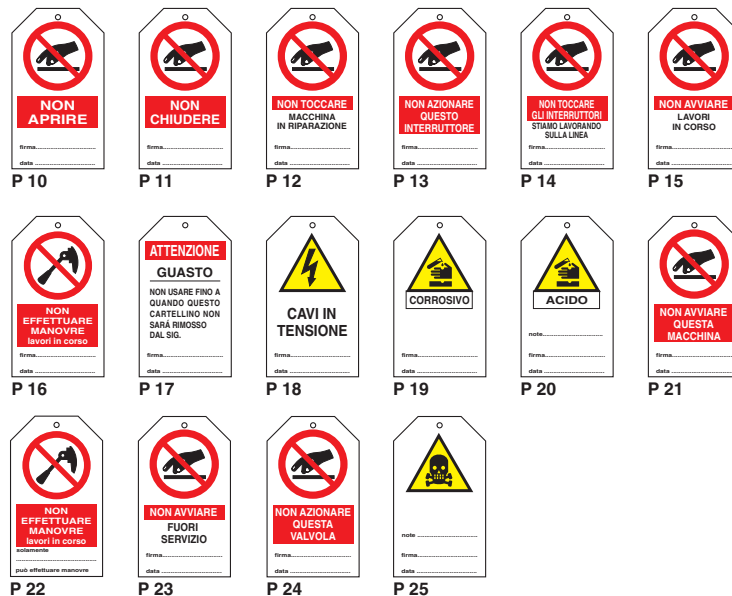 NON
APRIRE
firma
data
P 10
NON
CHIUDERE
firma
data
P 11
NON TOCCARE
MACCHINA
IN RIPARAZIONE
firma
data
P 12
NON AZIONARE
QUESTO
INTERRUTTORE
firma
data
P 13
NON TOCCARE
GLI INTERRUTTORI
STIAMO LAVORANDO
SULLA LINEA
firma
data
P 14
NON AVVIARE
LAVORI
IN CORSO
firma
data
P 15
NON
EFFETTUARE
MANOVRE
lavori in corso
firma
data
P 16
ATTENZIONE
GUASTO
NON USARE FINO A
QUANDO QUESTO
CARTELLINO NON
SARÁ RIMOSSO
DAL SIG.
firma
data
P 17
CAVI IN
TENSIONE
P 18
CORROSIVO
firma
data
P 19
ACIDO
note
firma
data
P 20
NON AVVIARE
QUESTA
MACCHINA
firma
data
P 21
NON
EFFETTUARE
MANOVRE
lavori in corso
solamente
può effettuare manovre
P 22
NON AVVIARE
FUORI
SERVIZIO
firma
data
P 23
NON AZIONARE
QUESTA
VALVOLA
firma
data
P 24
note
firma
data
P 25